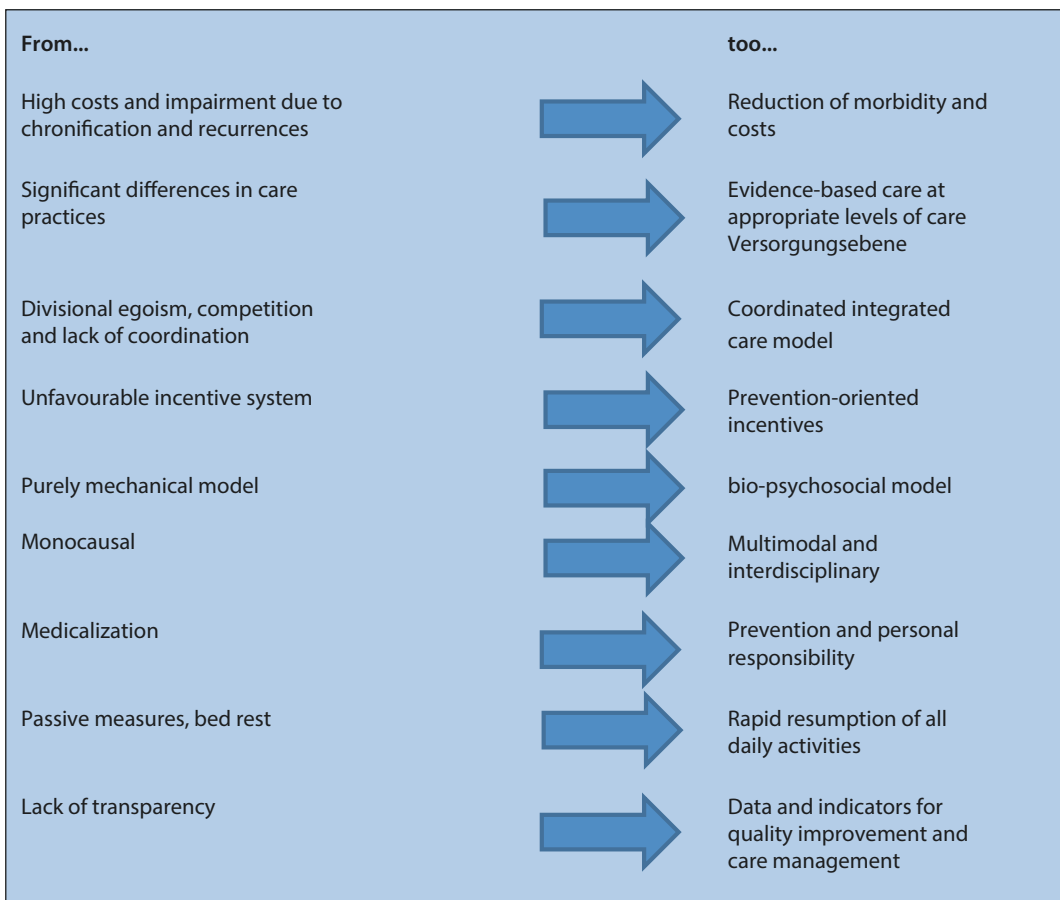 From...
too...
High costs and impairment due to
chronification and recurrences
Reduction of morbidity and
costs
Significant differences in care
practices
Evidence-based care at
appropriate levels of care
Versorgungsebene
Divisional egoism, competition
and lack of coordination
Coordinated integrated
care model
Unfavourable incentive system
Prevention-oriented
incentives
Purely mechanical model
bio-psychosocial model
Monocausal
Multimodal and
interdisciplinary
Medicalization
Prevention and personal
responsibility
Passive measures, bed rest
Rapid resumption of all
daily activities
Lack of transparency
Data and indicators for
quality improvement and
care management